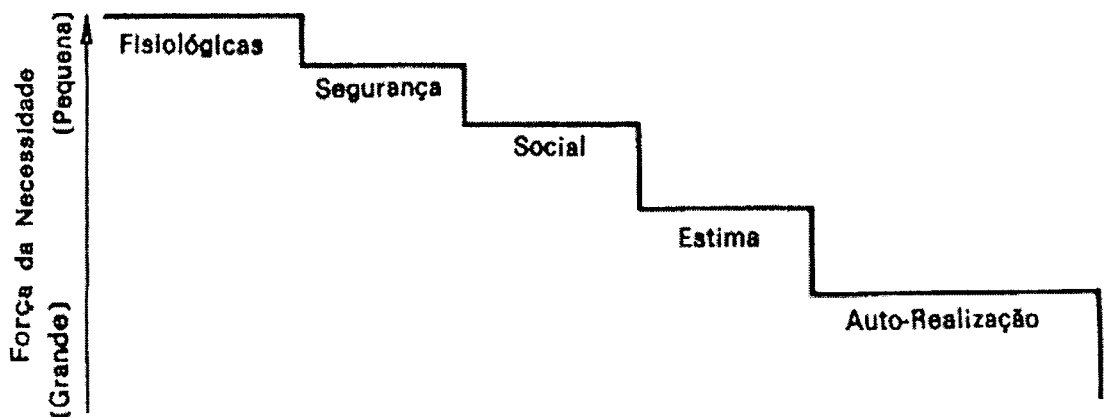 Força da Necessidade
(Grande) (Pequena)
Fisiológicas
Segurança
Social
Estima
Auto-Realização